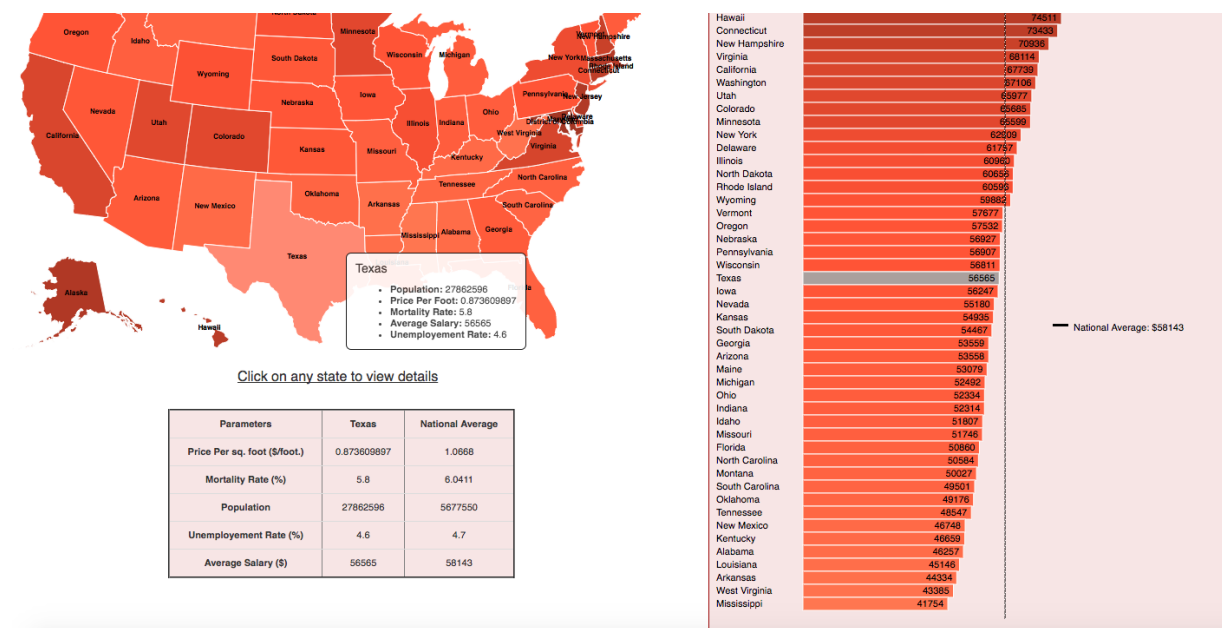 North Dakota
Minnesota
Oregon
Idaho
South Dakota
Wisconsin
Michigan
Vermont
New Hampshire
New York
Massachusetts
Rhode Island
Connecticut
Wyoming
Nebraska
Iowa
Pennsylvania
New Jersey
Nevada
Utah
Colorado
California
Illinois
Indiana
Ohio
Delaware
District of Columbia
West Virginia
Virginia
Kansas
Missouri
Kentucky
Arizona
New Mexico
Oklahoma
Arkansas
Tennessee
North Carolina
South Carolina
Mississippi
Alabama
Georgia
Texas
Florida
Alaska
Hawaii
Texas
Population: 27862596
Price Per Foot: 0.873609897
Mortality Rate: 5.8
Average Salary: 56565
Unemployement Rate: 4.6
Click on any state to view details
Parameters Texas National Average
Price Per sq. foot ($/foot.) 0.873609897 1.0668
Mortality Rate (%) 5.8 6.0411
Population 27862596 5677550
Unemployement Rate (%) 4.6 4.7
Average Salary ($) 56565 58143
Hawaii 74511
Connecticut 73433
New Hampshire 70936
Virginia 68114
California 67739
Washington 67106
Utah 65977
Colorado 65685
Minnesota 65599
New York 62909
Delaware 61757
Illinois 60960
North Dakota 60656
Rhode Island 60595
Wyoming 59882
Vermont 57677
Oregon 57532
Nebraska 56927
Pennsylvania 56907
Wisconsin 56811
Texas 56565
Iowa 56247
Nevada 55180
Kansas 54935
South Dakota 54467
Georgia 53559
Arizona 53558
Maine 53079
Michigan 52492
Ohio 52334
Indiana 52314
Idaho 51807
Missouri 51746
Florida 50860
North Carolina 50584
Montana 50027
South Carolina 49501
Oklahoma 49176
Tennessee 48547
New Mexico 46748
Kentucky 46659
Alabama 46257
Louisiana 45146
Arkansas 44334
West Virginia 43385
Mississippi 41754
National Average: $58143